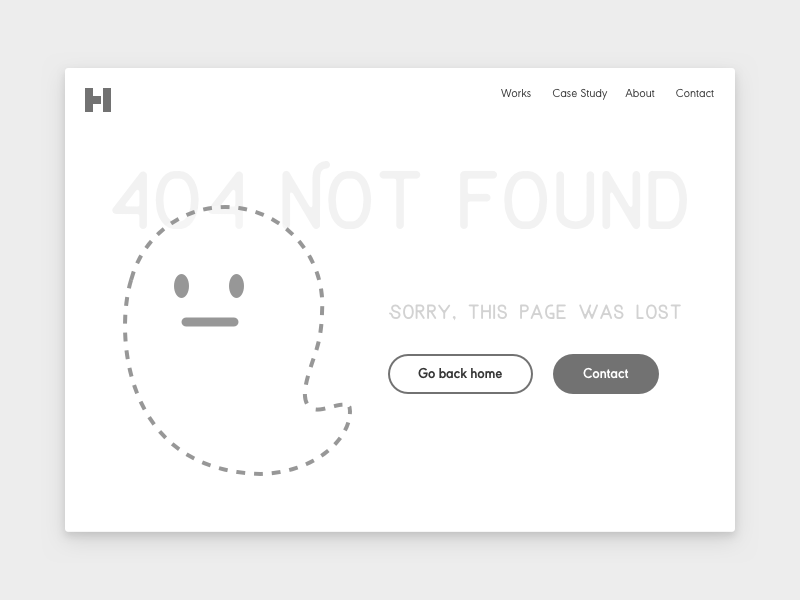 H
Works Case Study About Contact
404 NOT FOUND
SORRY, THIS PAGE WAS LOST
Go back home Contact